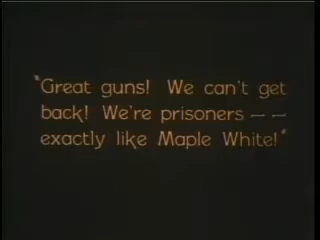 "Great guns! We can't get
back! We're prisoners — —
exactly like Maple White!"